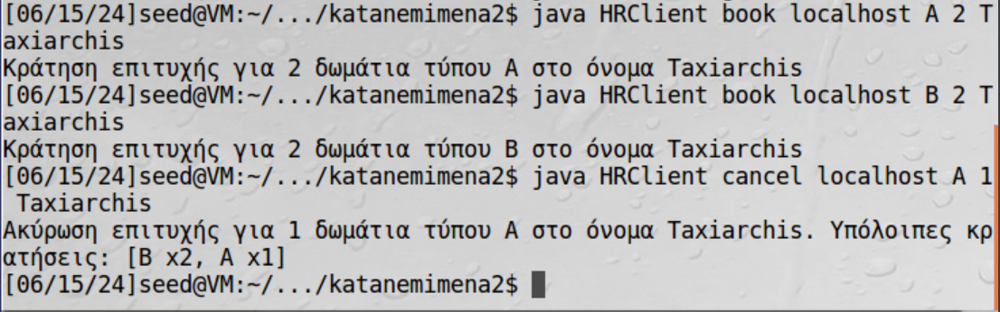 [06/15/24]seed@VM:~/.../katanemimena2$ java HRClient book localhost A 2 T
axiarchis
Κράτηση επιτυχής για 2 δωμάτια τύπου A στο όνομα Taxiarchis
[06/15/24]seed@VM:~/.../katanemimena2$ java HRClient book localhost B 2 T
axiarchis
Κράτηση επιτυχής για 2 δωμάτια τύπου B στο όνομα Taxiarchis
[06/15/24]seed@VM:~/.../katanemimena2$ java HRClient cancel localhost A 1
 Taxiarchis
Ακύρωση επιτυχής για 1 δωμάτια τύπου A στο όνομα Taxiarchis. Υπόλοιπες κρ
ατήσεις: [B x2, A x1]
[06/15/24]seed@VM:~/.../katanemimena2$